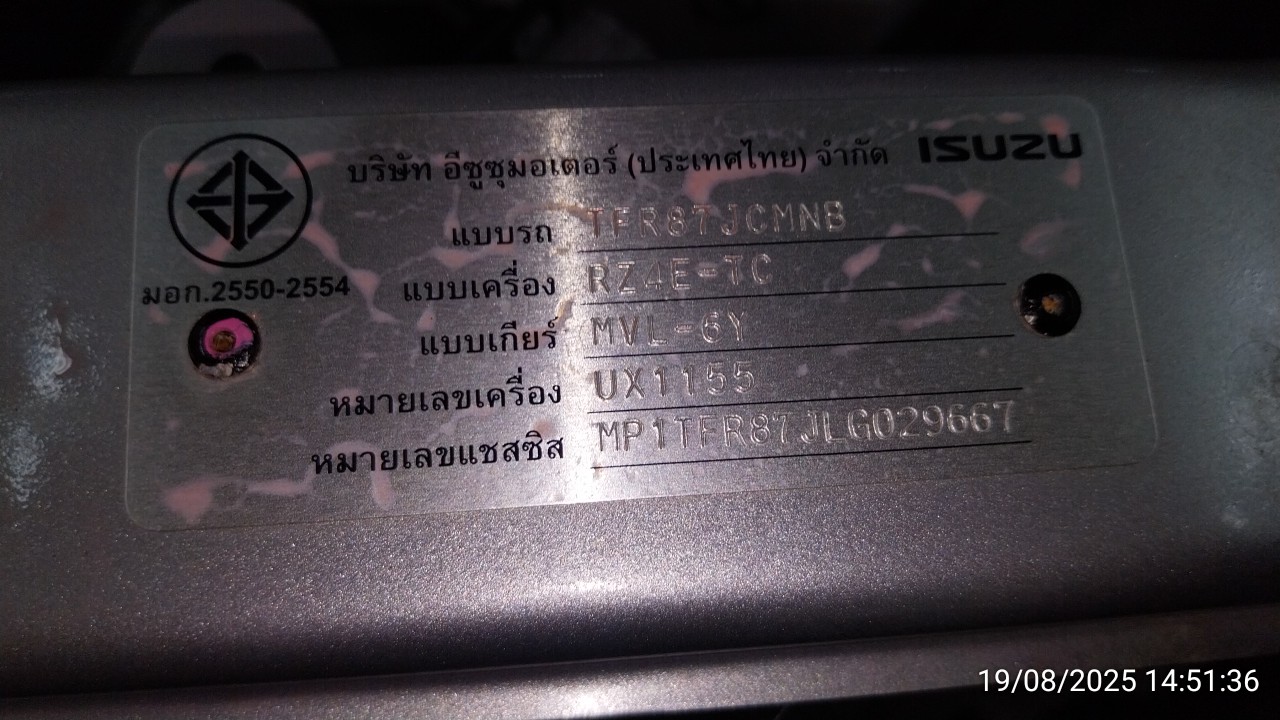 บริษัท อีซูซุมอเตอร์ (ประเทศไทย) จำกัด ISUZU
แบบรถ TFR87JCMNB
มอก.2550-2554
แบบเครื่อง RZ4E-TC
แบบเกียร์ MVL-6Y
หมายเลขเครื่อง UX1155
หมายเลขแชสซิส MP1TFR87JLG029667
19/08/2025 14:51:36